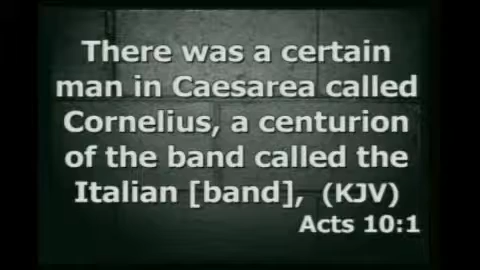 There was a certain
man in Caesarea called
Cornelius, a centurion
of the band called the
Italian [band], (KJV)
Acts 10:1